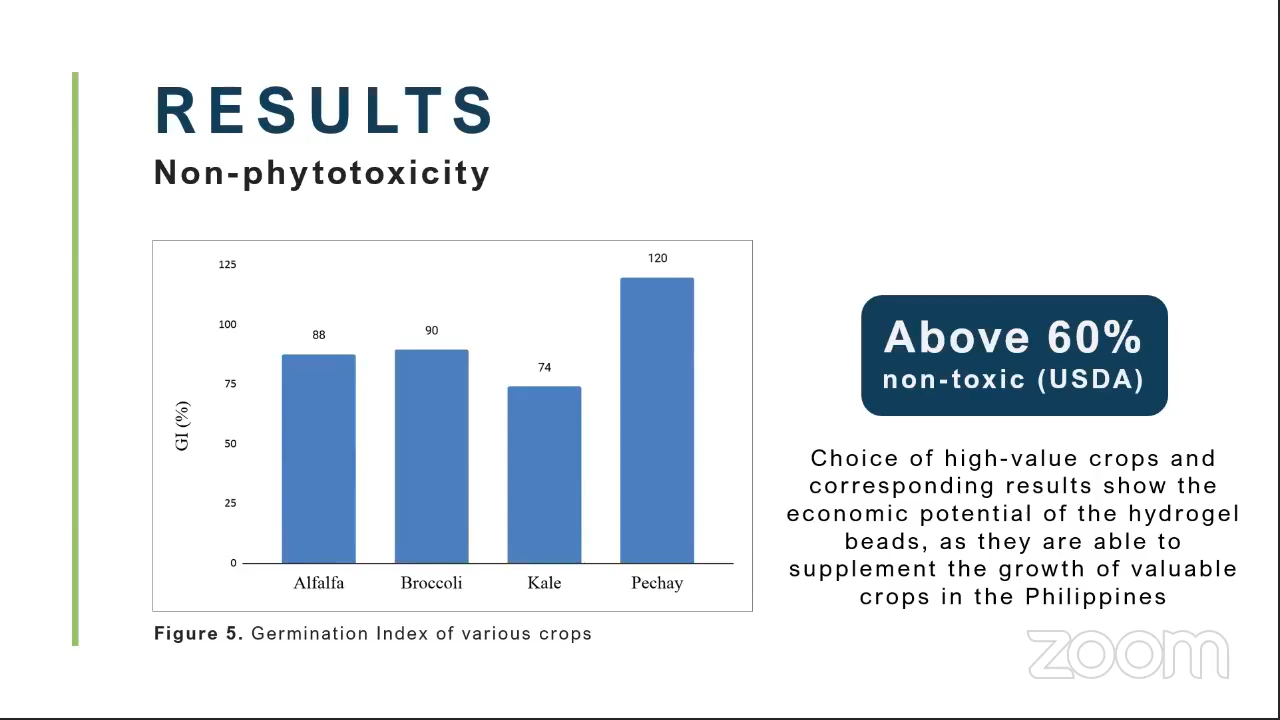 RESULTS
Non-phytotoxicity
125
100
75
50
25
0
GI (%)
88
90
74
120
Alfalfa
Broccoli
Kale
Pechay
Figure 5. Germination Index of various crops
Above 60%
non-toxic (USDA)
Choice of high-value crops and
corresponding results show the
economic potential of the hydrogel
beads, as they are able to
supplement the growth of valuable
crops in the Philippines
zoom